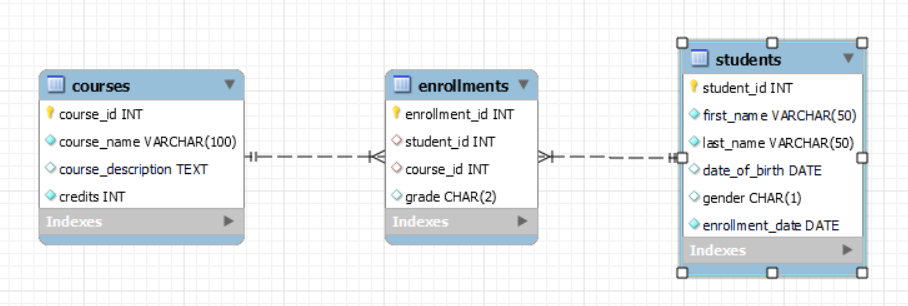 courses
course_id INT
course_name VARCHAR(100)
course_description TEXT
credits INT
Indexes
enrollments
enrollment_id INT
student_id INT
course_id INT
grade CHAR(2)
Indexes
students
student_id INT
first_name VARCHAR(50)
last_name VARCHAR(50)
date_of_birth DATE
gender CHAR(1)
enrollment_date DATE
Indexes